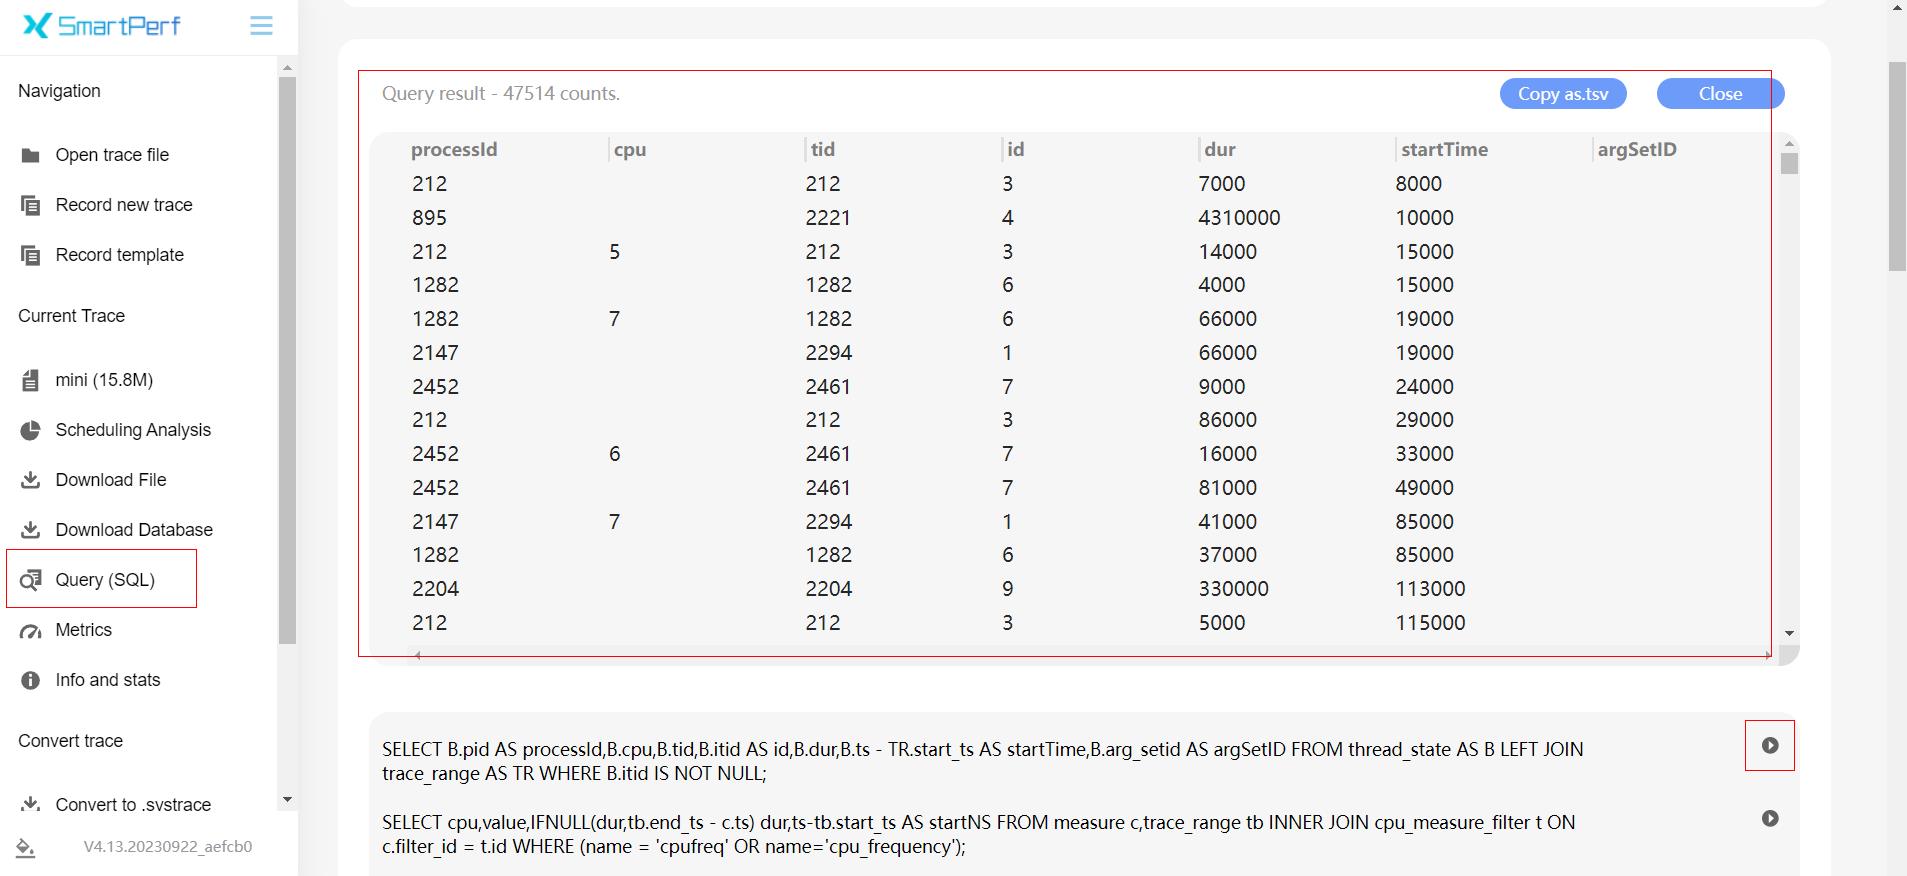 SmartPerf
Navigation
Open trace file
Record new trace
Record template
Current Trace
mini (15.8M)
Scheduling Analysis
Download File
Download Database
Query (SQL)
Metrics
Info and stats
Convert trace
Convert to .systrace
V4.13.20230922_aefcb0
Query result - 47514 counts.
Copy as.tsv
Close
processId cpu tid id dur startTime argSetID
212 212 3 7000 8000
895 2221 4 4310000 10000
212 5 212 3 14000 15000
1282 1282 6 4000 15000
1282 7 1282 6 66000 19000
2147 2294 1 66000 19000
2452 2461 7 9000 24000
212 212 3 86000 29000
2452 6 2461 7 16000 33000
2452 2461 7 81000 49000
2147 7 2294 1 41000 85000
1282 1282 6 37000 85000
2204 2204 9 330000 113000
212 212 3 5000 115000
SELECT B.pid AS processId,B.cpu,B.tid,B.itid AS id,B.dur,B.ts - TR.start_ts AS startTime,B.arg_setid AS argSetID FROM thread_state AS B LEFT JOIN
trace_range AS TR WHERE B.itid IS NOT NULL;
SELECT cpu,value,IFNULL(dur,tb.end_ts - c.ts) dur,ts-tb.start_ts AS startNS FROM measure c,trace_range tb INNER JOIN cpu_measure_filter t ON
c.filter_id = t.id WHERE (name = 'cpufreq' OR name='cpu_frequency');